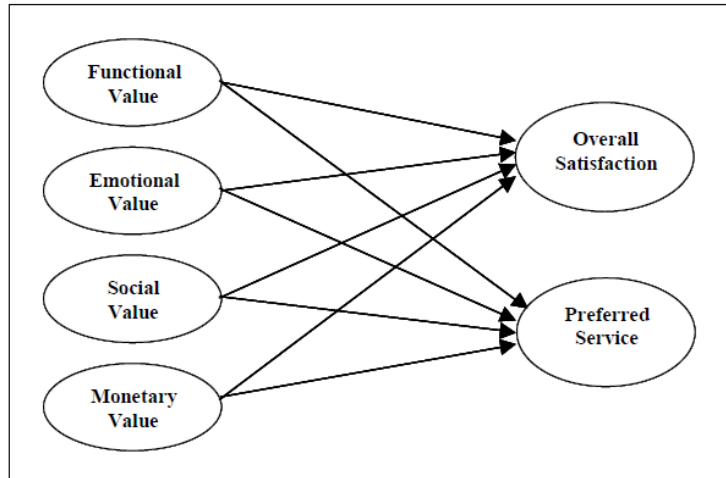 Functional
Value
Emotional
Value
Social
Value
Monetary
Value
Overall
Satisfaction
Preferred
Service